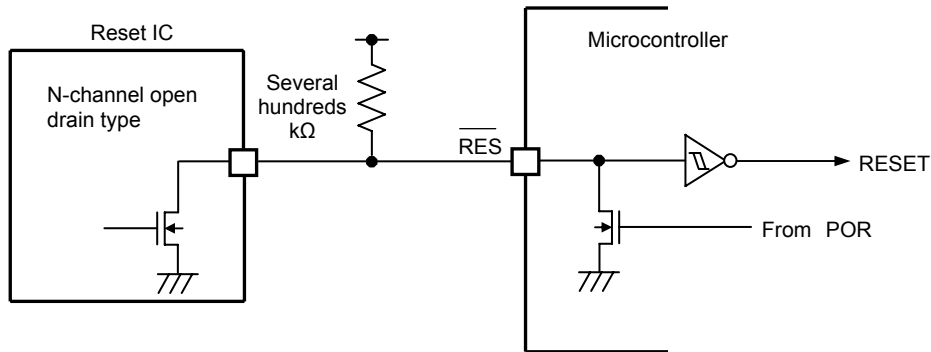 Reset IC
Microcontroller
N-channel open
drain type
Several
hundreds
kΩ
RES
RESET
From POR